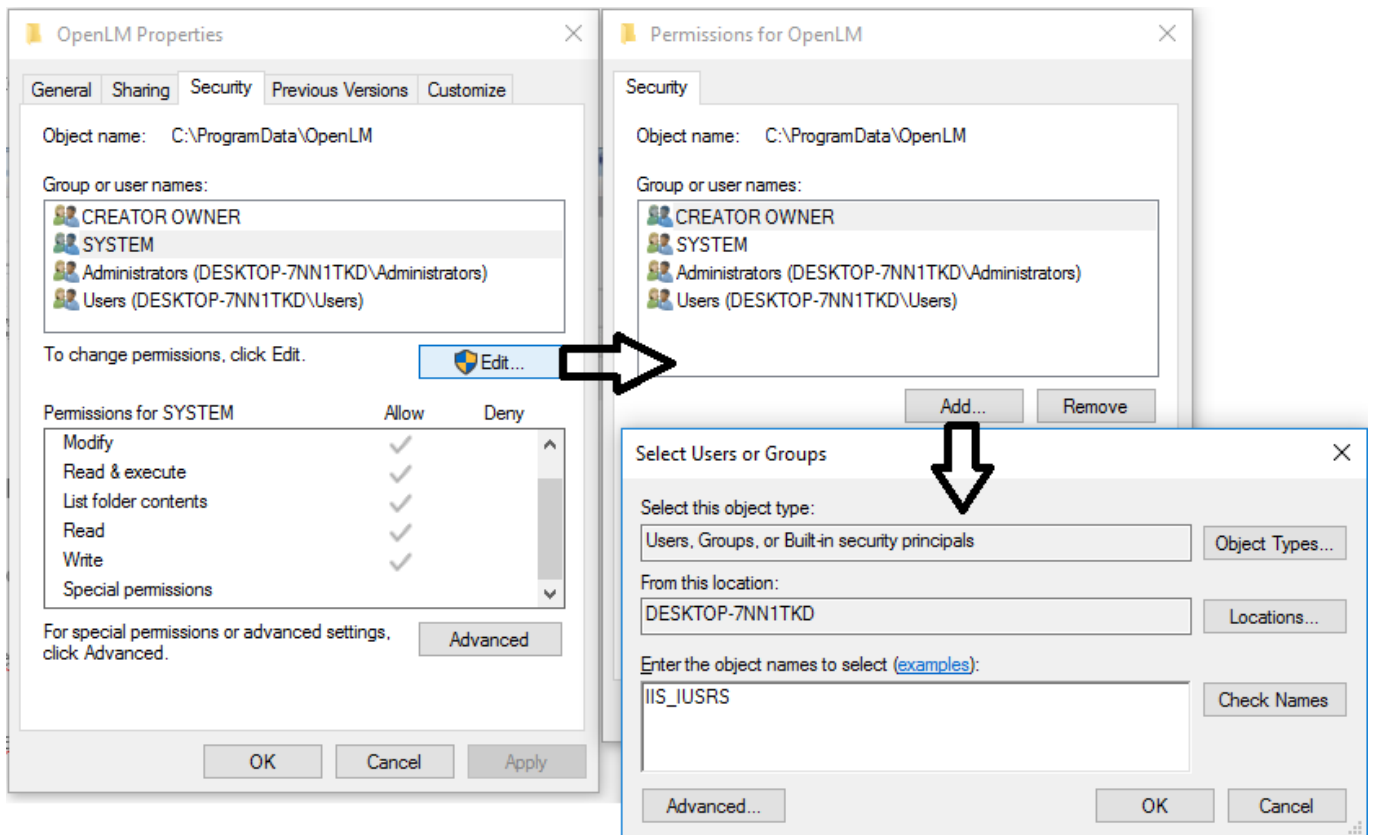 OpenLM Properties
General Sharing Security Previous Versions Customize
Object name: C:\ProgramData\OpenLM
Group or user names:
CREATOR OWNER
SYSTEM
Administrators (DESKTOP-7NN1TKD\Administrators)
Users (DESKTOP-7NN1TKD\Users)
To change permissions, click Edit.
Edit...
Permissions for SYSTEM Allow Deny
Modify
Read & execute
List folder contents
Read
Write
Special permissions
For special permissions or advanced settings,
click Advanced.
Advanced
OK Cancel Apply
Permissions for OpenLM
Security
Object name: C:\ProgramData\OpenLM
Group or user names:
CREATOR OWNER
SYSTEM
Administrators (DESKTOP-7NN1TKD\Administrators)
Users (DESKTOP-7NN1TKD\Users)
Add... Remove
Select Users or Groups
Select this object type:
Users, Groups, or Built-in security principals
Object Types...
From this location:
DESKTOP-7NN1TKD
Locations...
Enter the object names to select (examples):
IIS_IUSRS
Check Names
Advanced... OK Cancel